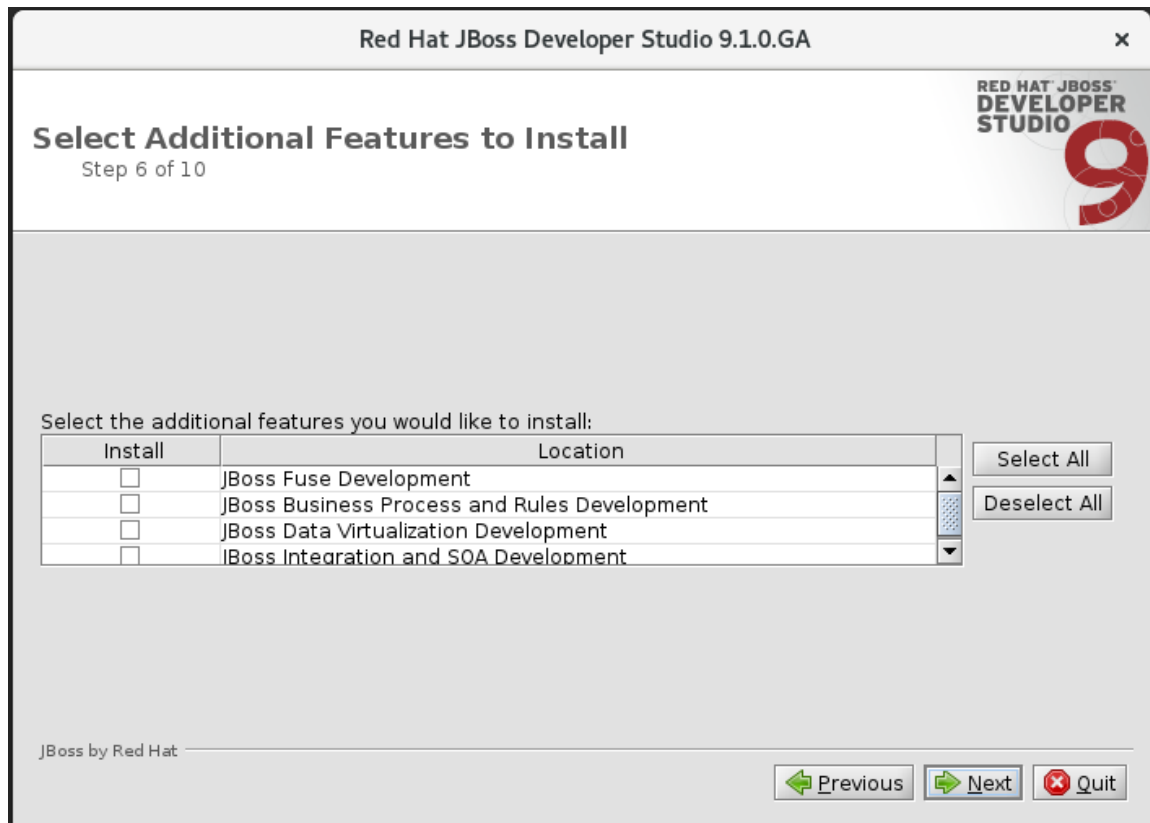 Red Hat JBoss Developer Studio 9.1.0.GA
RED HAT® JBOSS®
DEVELOPER
STUDIO
9
Select Additional Features to Install
Step 6 of 10
Select the additional features you would like to install:
Install Location
JBoss Fuse Development
JBoss Business Process and Rules Development
JBoss Data Virtualization Development
JBoss Integration and SOA Development
Select All
Deselect All
JBoss by Red Hat
Previous Next Quit